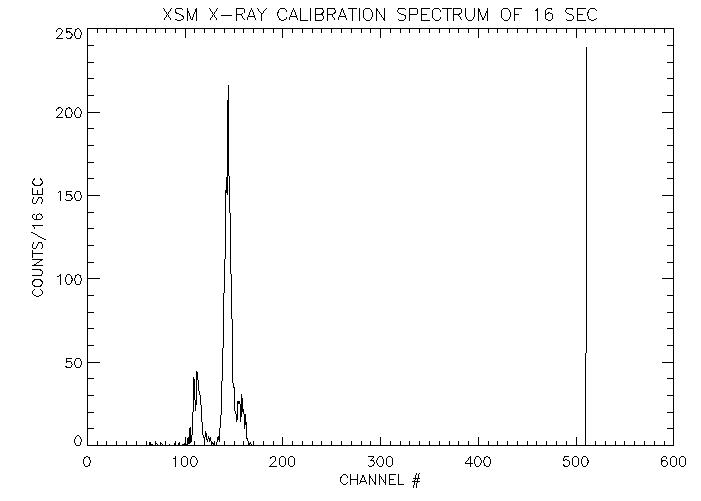 XSM X-RAY CALIBRATION SPECTRUM OF 16 SEC
250
200
150
100
50
0
COUNTS/16 SEC
0 100 200 300 400 500 600
CHANNEL #